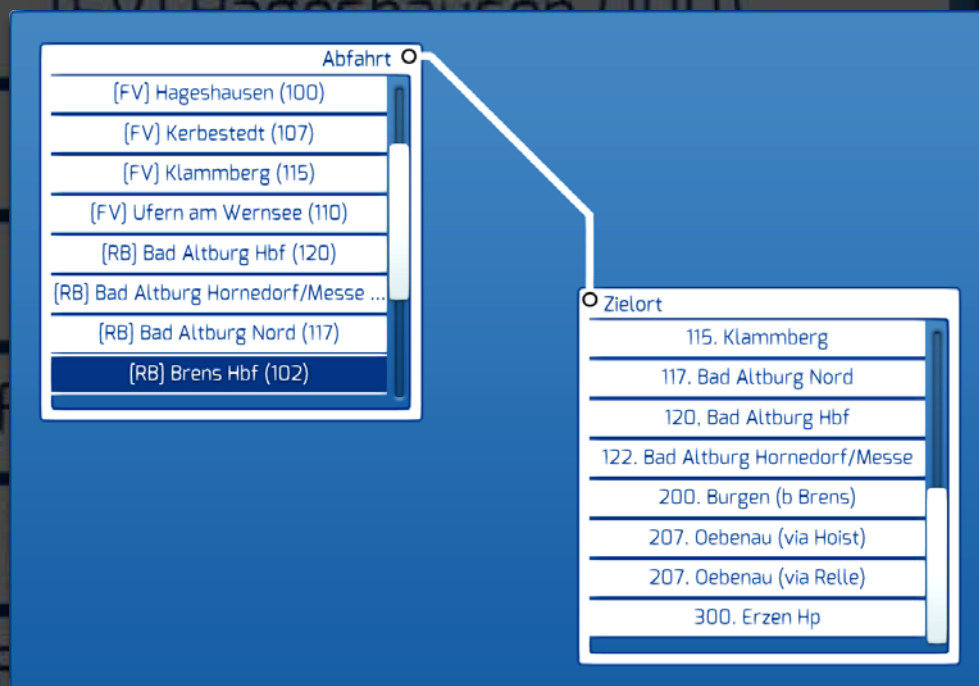 [FV] Hageshausen (100)
Abfahrt
[FV] Hageshausen (100)
[FV] Kerbestedt (107)
[FV] Klammberg (115)
[FV] Ufern am Wernsee (110)
[RB] Bad Altburg Hbf (120)
[RB] Bad Altburg Hornedorf/Messe ...
[RB] Bad Altburg Nord (117)
[RB] Brens Hbf (102)
Zielort
115. Klammberg
117. Bad Altburg Nord
120, Bad Altburg Hbf
122. Bad Altburg Hornedorf/Messe
200. Burgen (b Brens)
207. Oebenau (via Hoist)
207. Oebenau (via Relle)
300. Erzen Hp